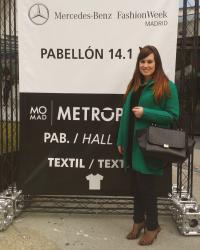 Mercedes-Benz FashionWeek
MADRID
PABELLÓN 14.1
MO
MAD
METROP
PAB. / HALL
TEXTIL / TEXT